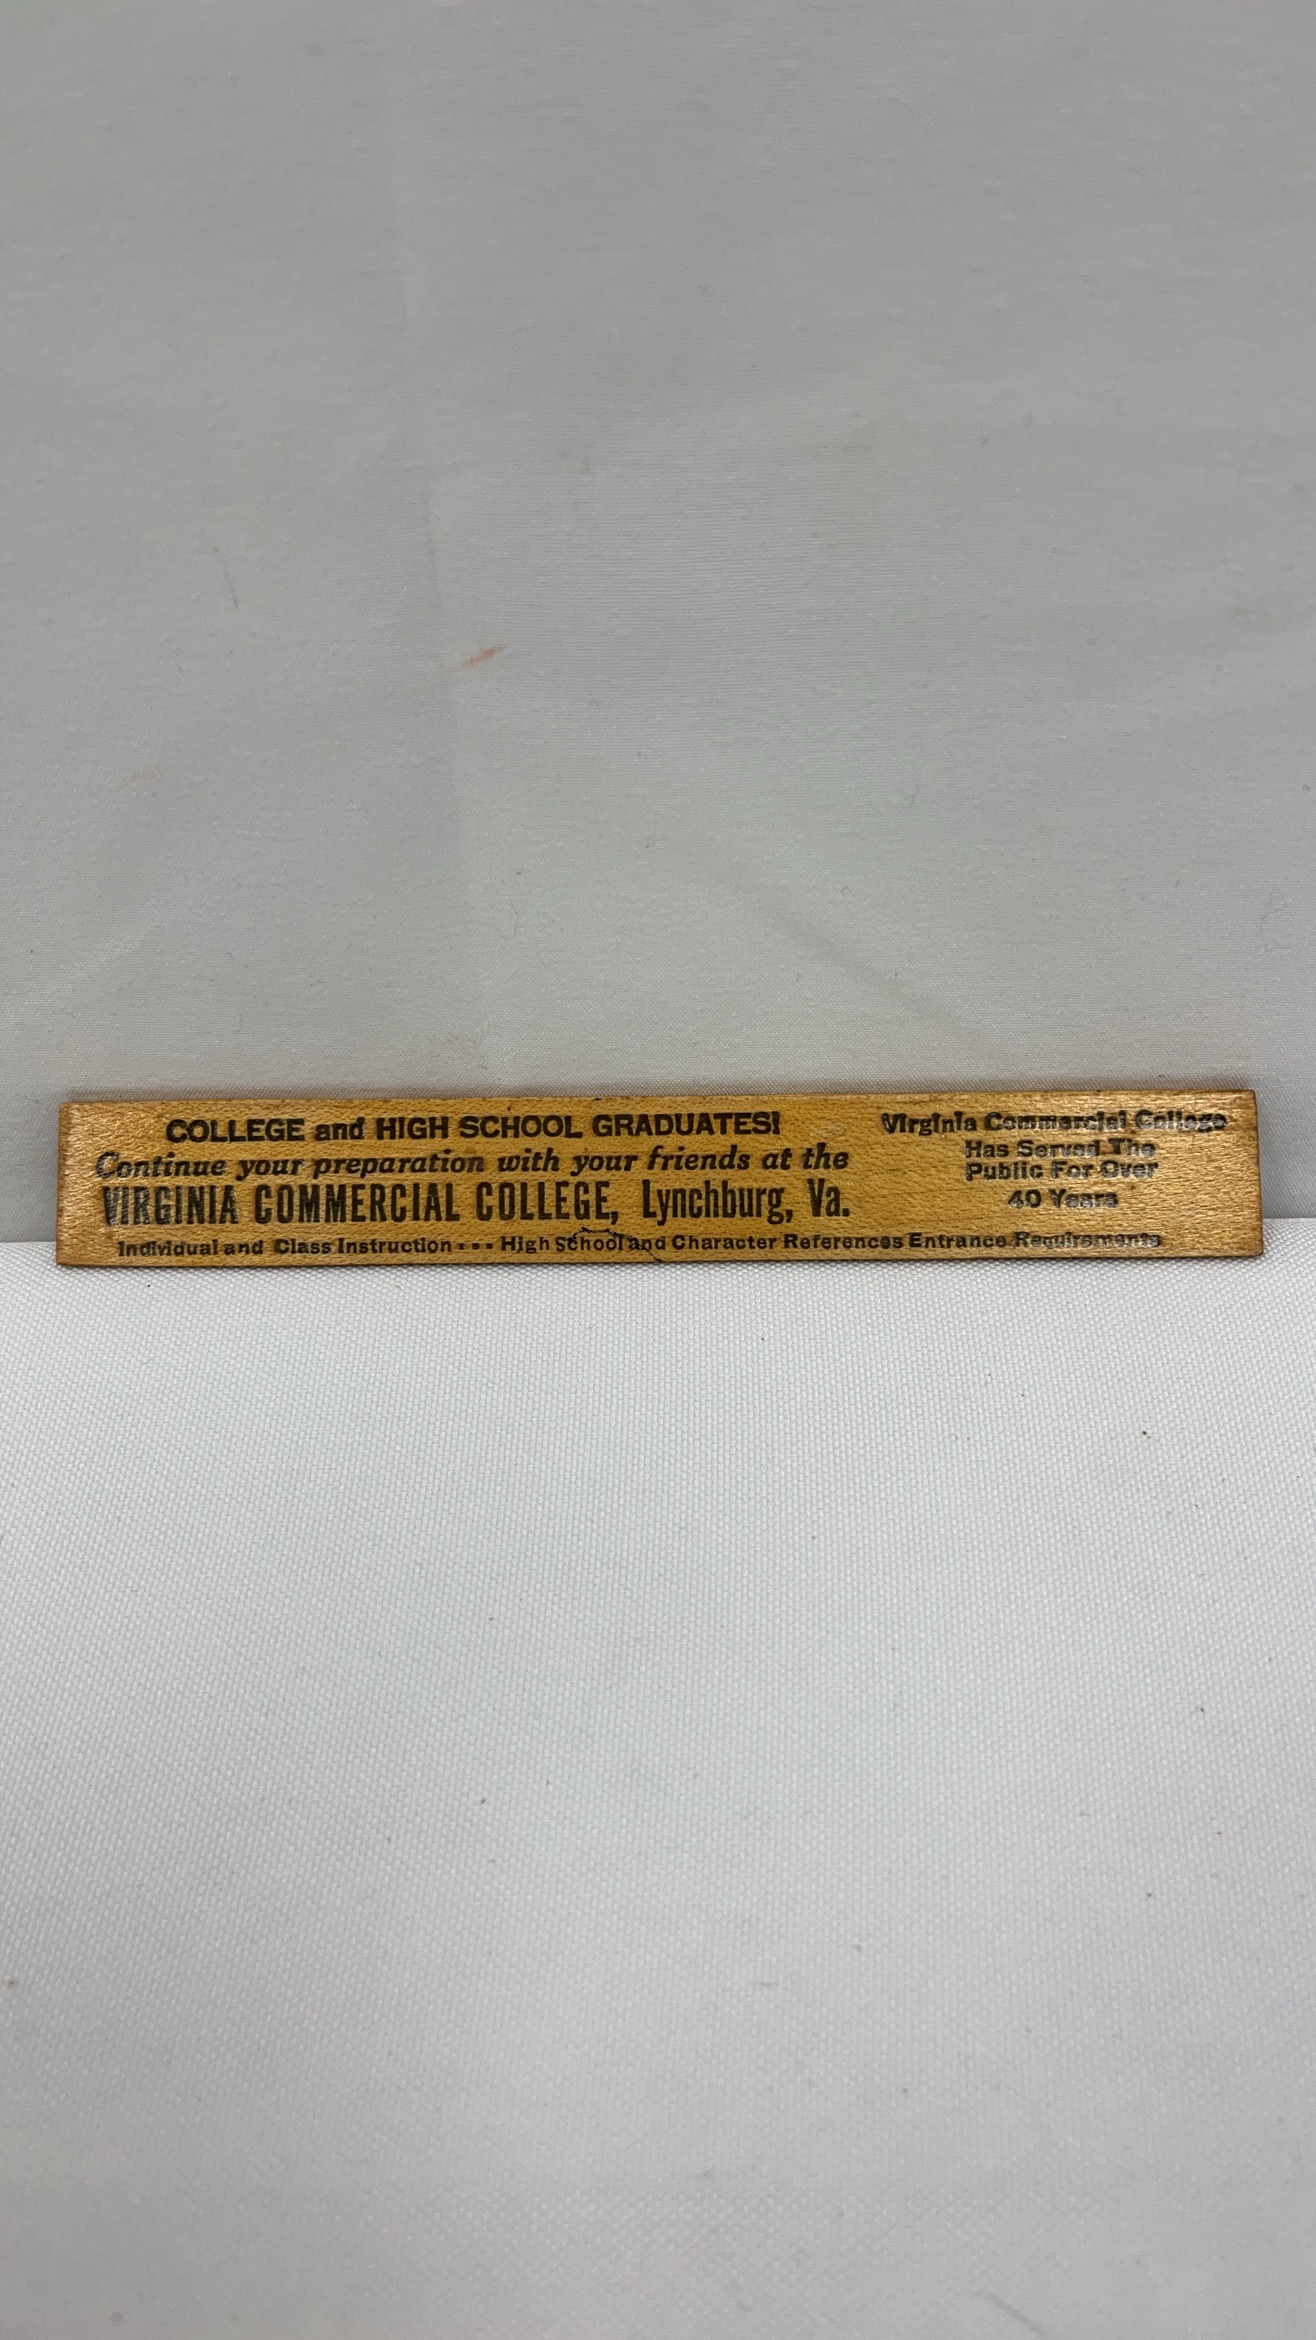 COLLEGE and HIGH SCHOOL GRADUATES!
Continue your preparation with your friends at the
VIRGINIA COMMERCIAL COLLEGE, Lynchburg, Va.
Virginia Commercial College
Has Served The
Public For Over
40 Years
Individual and Class Instruction - - - High School and Character References Entrance Requirements